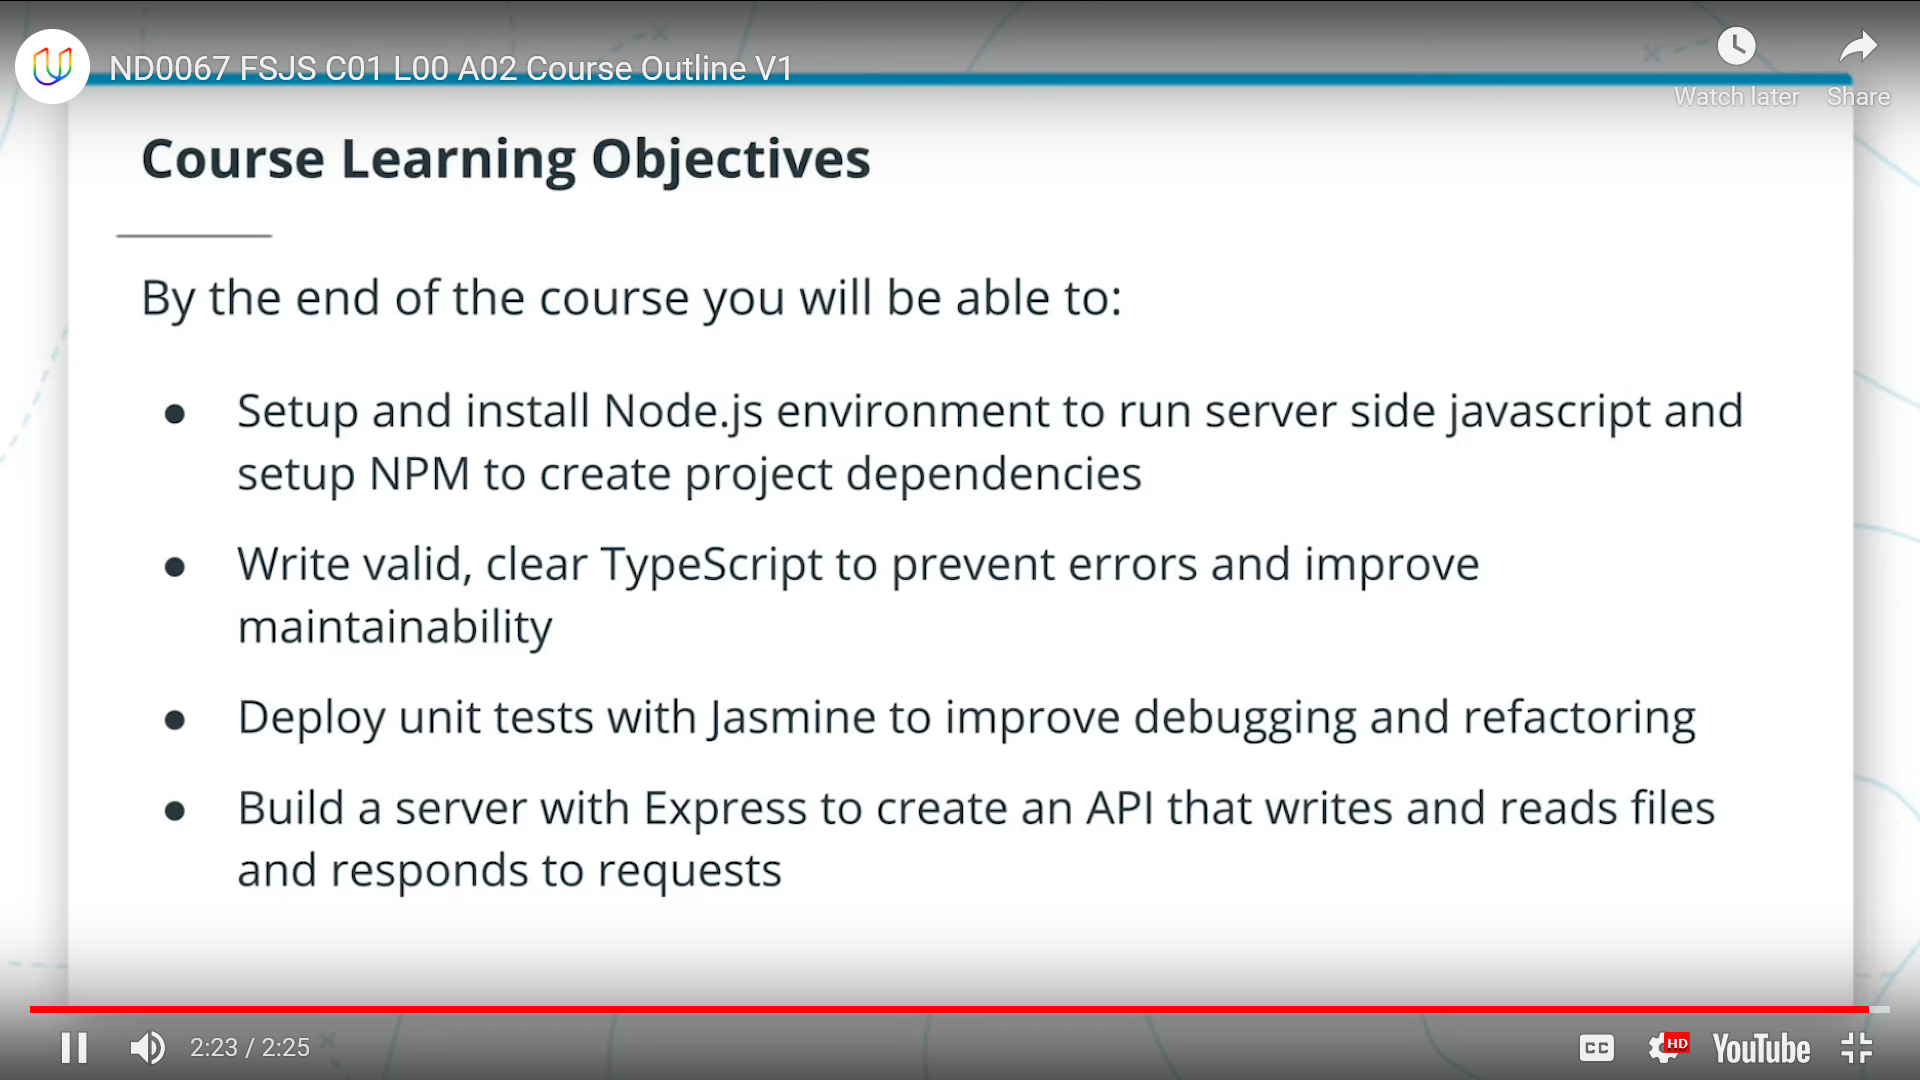 ND0067 FSJS C01 L00 A02 Course Outline V1
Watch later
Share
Course Learning Objectives
By the end of the course you will be able to:
● Setup and install Node.js environment to run server side javascript and
setup NPM to create project dependencies
● Write valid, clear TypeScript to prevent errors and improve
maintainability
● Deploy unit tests with Jasmine to improve debugging and refactoring
● Build a server with Express to create an API that writes and reads files
and responds to requests
2:23 / 2:25
CC
HD
YouTube